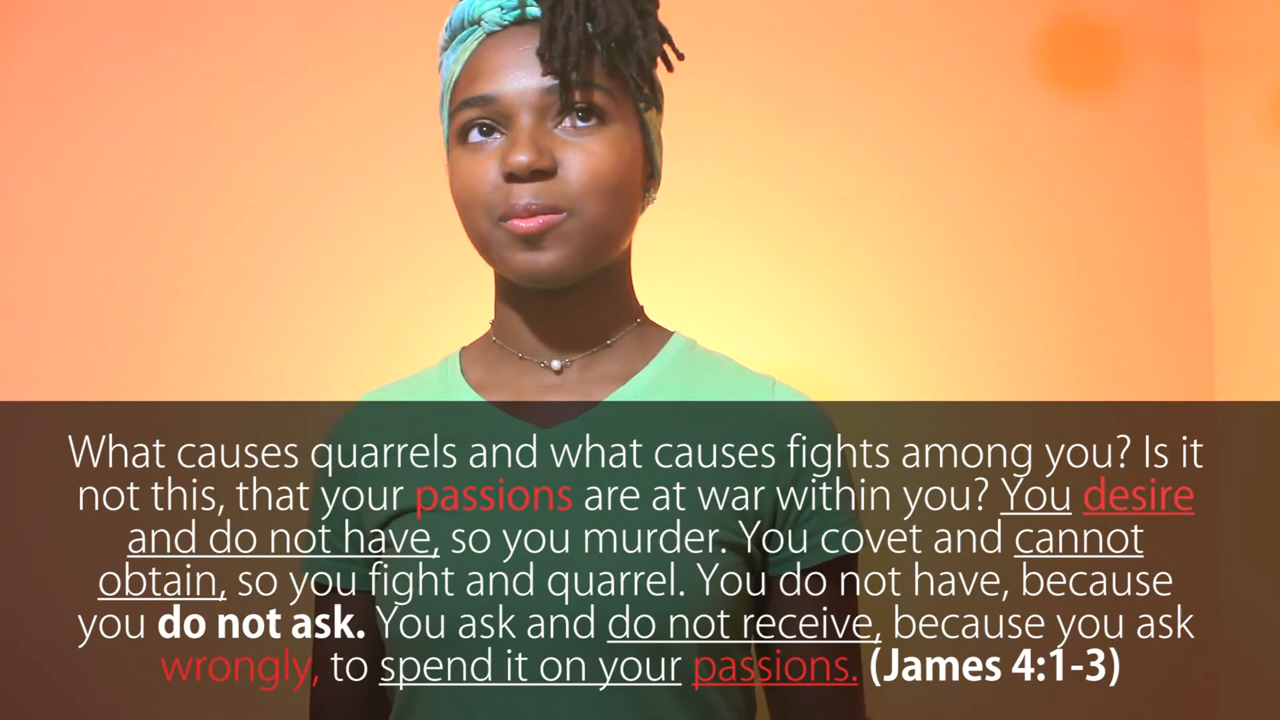 What causes quarrels and what causes fights among you? Is it
not this, that your passions are at war within you? You desire
and do not have, so you murder. You covet and cannot
obtain, so you fight and quarrel. You do not have, because
you do not ask. You ask and do not receive, because you ask
wrongly, to spend it on your passions. (James 4:1-3)